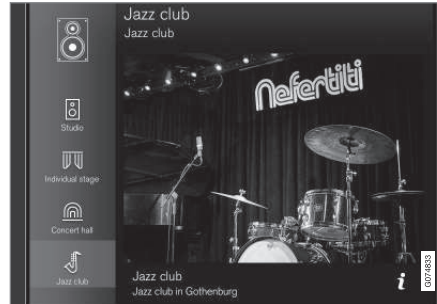 Jazz club
Jazz club
Nefertiti
Studio
Individual stage
Concert hall
Jazz club
Jazz club
Jazz club in Gothenburg
i
G074833